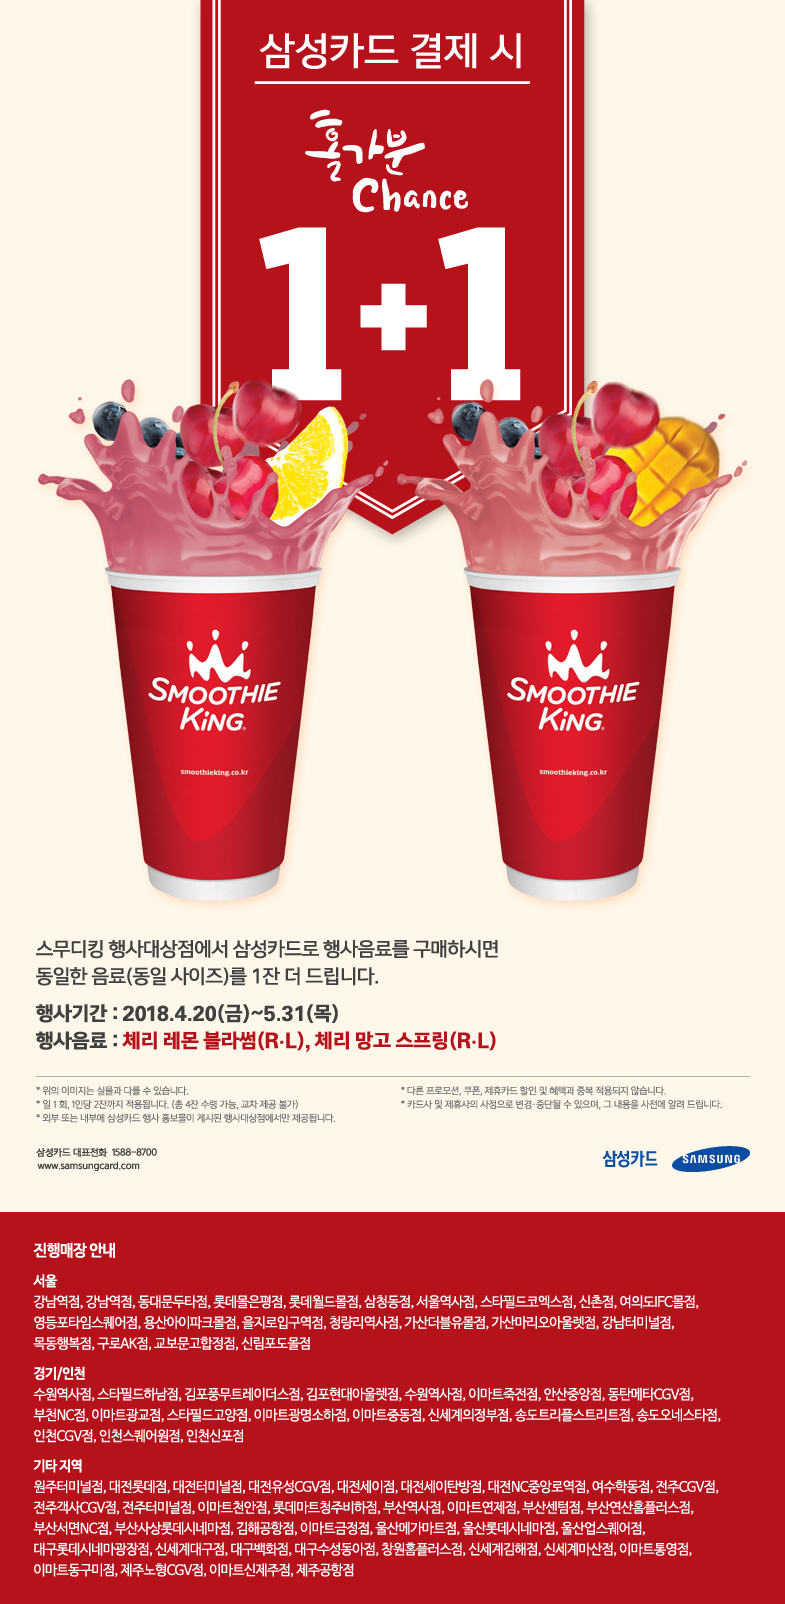 삼성카드 결제 시
홀가분
Chance
1+1
SMOOTHIE
KiNG
smoothieking.co.kr
SMOOTHIE
KiNG
smoothieking.co.kr
스무디킹 행사대상점에서 삼성카드로 행사음료를 구매하시면
동일한 음료(동일 사이즈)를 1잔 더 드립니다.
행사기간 : 2018.4.20(금)~5.31(목)
행사음료 : 체리 레몬 블라썸(R·L), 체리 망고 스프링(R·L)
* 위의 이미지는 실물과 다를 수 있습니다.
* 일 1회, 1인당 2잔까지 적용됩니다. (총 4잔 수령 가능, 교차 제공 불가)
* 외부 또는 내부에 삼성카드 행사 홍보물이 게시된 행사대상점에서만 제공됩니다.
* 다른 프로모션, 쿠폰, 제휴카드 할인 및 혜택과 중복 적용되지 않습니다.
* 카드사 및 제휴사의 사정으로 변경·중단될 수 있으며, 그 내용을 사전에 알려 드립니다.
삼성카드 대표전화 1588-8700
www.samsungcard.com
삼성카드 SAMSUNG
진행매장 안내
서울
강남역점, 강남역점, 동대문두타점, 롯데몰은평점, 롯데월드몰점, 삼청동점, 서울역사점, 스타필드코엑스점, 신촌점, 여의도IFC몰점,
영등포타임스퀘어점, 용산아이파크몰점, 을지로입구역점, 청량리역사점, 가산더블유몰점, 가산마리오아울렛점, 강남터미널점,
목동행복점, 구로AK점, 교보문고합정점, 신림포도몰점
경기/인천
수원역사점, 스타필드하남점, 김포풍무트레이더스점, 김포현대아울렛점, 수원역사점, 이마트죽전점, 안산중앙점, 동탄메타CGV점,
부천NC점, 이마트광교점, 스타필드고양점, 이마트광명소하점, 이마트중동점, 신세계의정부점, 송도트리플스트리트점, 송도오네스타점,
인천CGV점, 인천스퀘어원점, 인천신포점
기타 지역
원주터미널점, 대전롯데점, 대전터미널점, 대전유성CGV점, 대전세이점, 대전세이탄방점, 대전NC중앙로역점, 여수학동점, 전주CGV점,
전주객사CGV점, 전주터미널점, 이마트천안점, 롯데마트청주비하점, 부산역사점, 이마트연제점, 부산센텀점, 부산연산홈플러스점,
부산서면NC점, 부산사상롯데시네마점, 김해공항점, 이마트금정점, 울산메가마트점, 울산롯데시네마점, 울산업스퀘어점,
대구롯데시네마광장점, 신세계대구점, 대구백화점, 대구수성동아점, 창원홈플러스점, 신세계김해점, 신세계마산점, 이마트통영점,
이마트동구미점, 제주노형CGV점, 이마트신제주점, 제주공항점